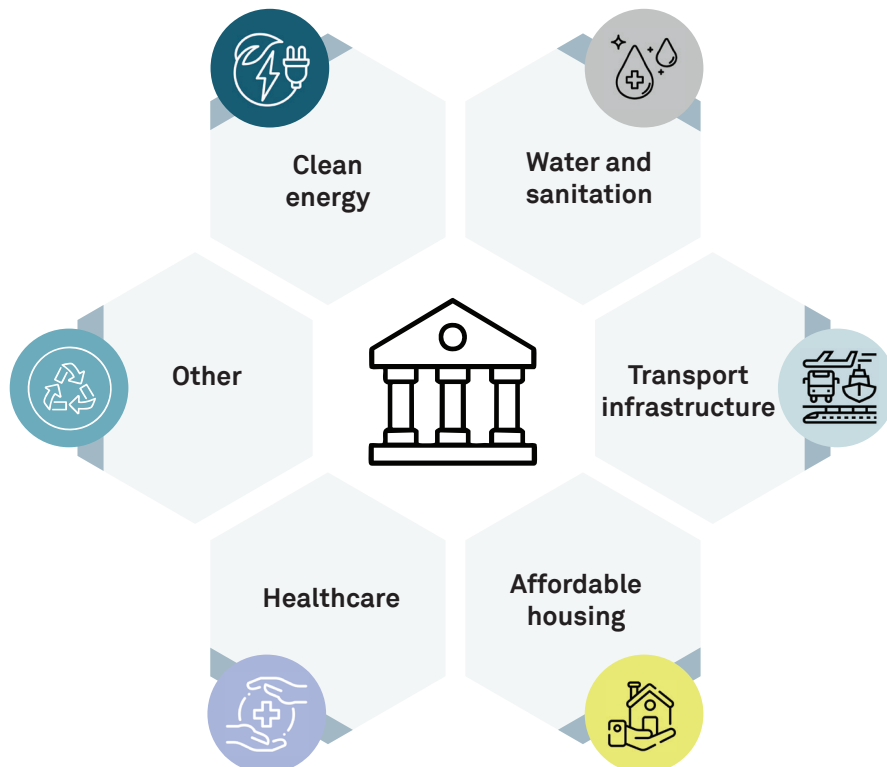 Clean
energy
Water and
sanitation
Other
Transport
infrastructure
Healthcare
Affordable
housing